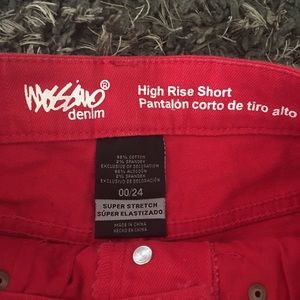 MOSSIMO®
denim
High Rise Short
Pantalón corto de tiro alto
98% COTTON
2% SPANDEX
EXCLUSIVE OF DECORATION
98% ALGODÓN
2% SPANDEX
EXCLUSIVO DE DECORACIÓN
00/24
SUPER STRETCH
SÚPER ELASTIZADO
MADE IN CHINA
HECHO EN CHINA